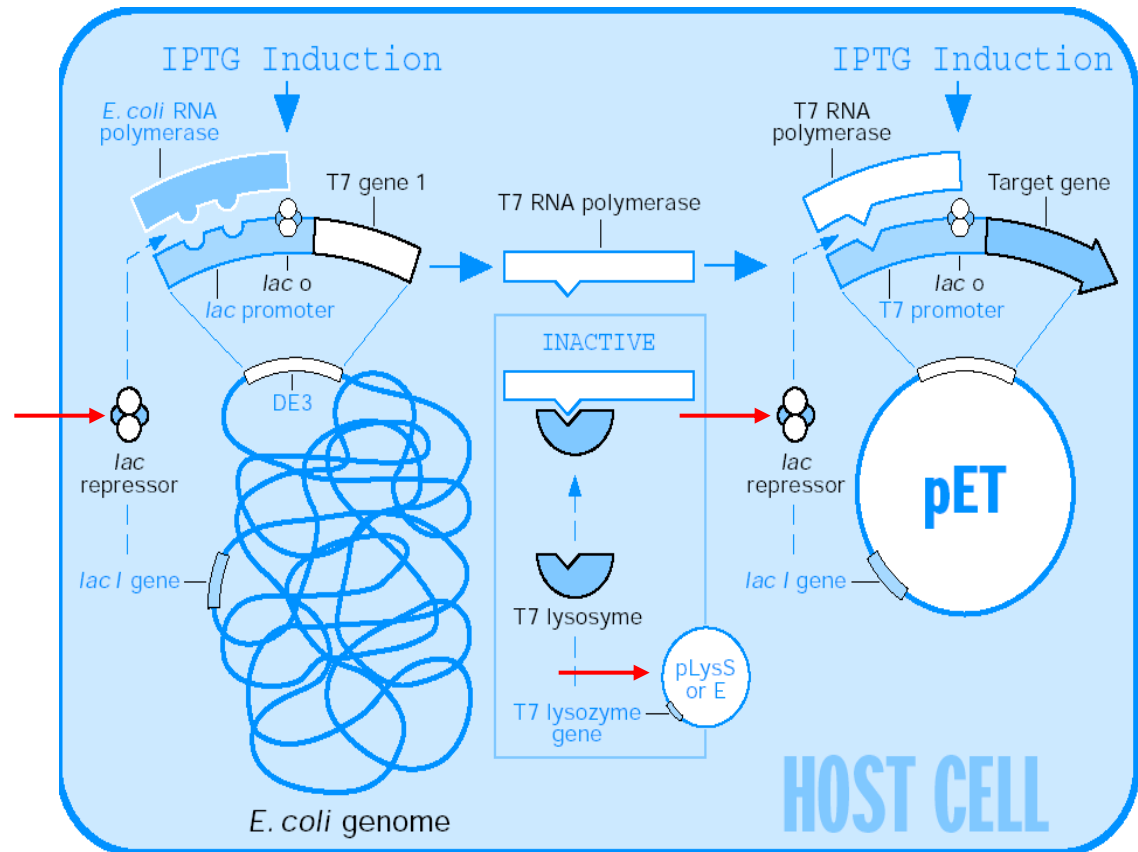 IPTG Induction
E. coli RNA
polymerase
T7 gene 1
lac o
lac promoter
DE3
lac
repressor
lac I gene
E. coli genome
T7 RNA polymerase
INACTIVE
T7 lysosyme
pLysS
or E
T7 lysozyme
gene
IPTG Induction
T7 RNA
polymerase
Target gene
lac o
T7 promoter
lac
repressor
lac I gene
pET
HOST CELL